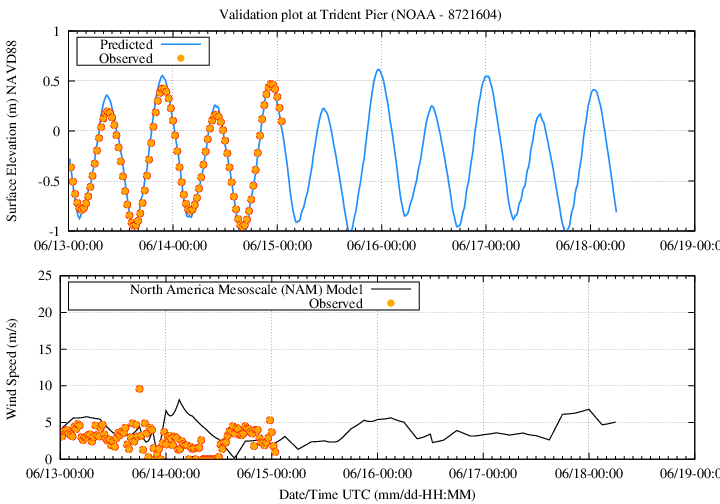 Validation plot at Trident Pier (NOAA - 8721604)
Surface Elevation (m) NAVD88
1
0.5
0
-0.5
-1
Predicted
Observed
06/13-00:00 06/14-00:00 06/15-00:00 06/16-00:00 06/17-00:00 06/18-00:00 06/19-00:00
Wind Speed (m/s)
25
20
15
10
5
0
North America Mesoscale (NAM) Model
Observed
06/13-00:00 06/14-00:00 06/15-00:00 06/16-00:00 06/17-00:00 06/18-00:00 06/19-00:00
Date/Time UTC (mm/dd-HH:MM)